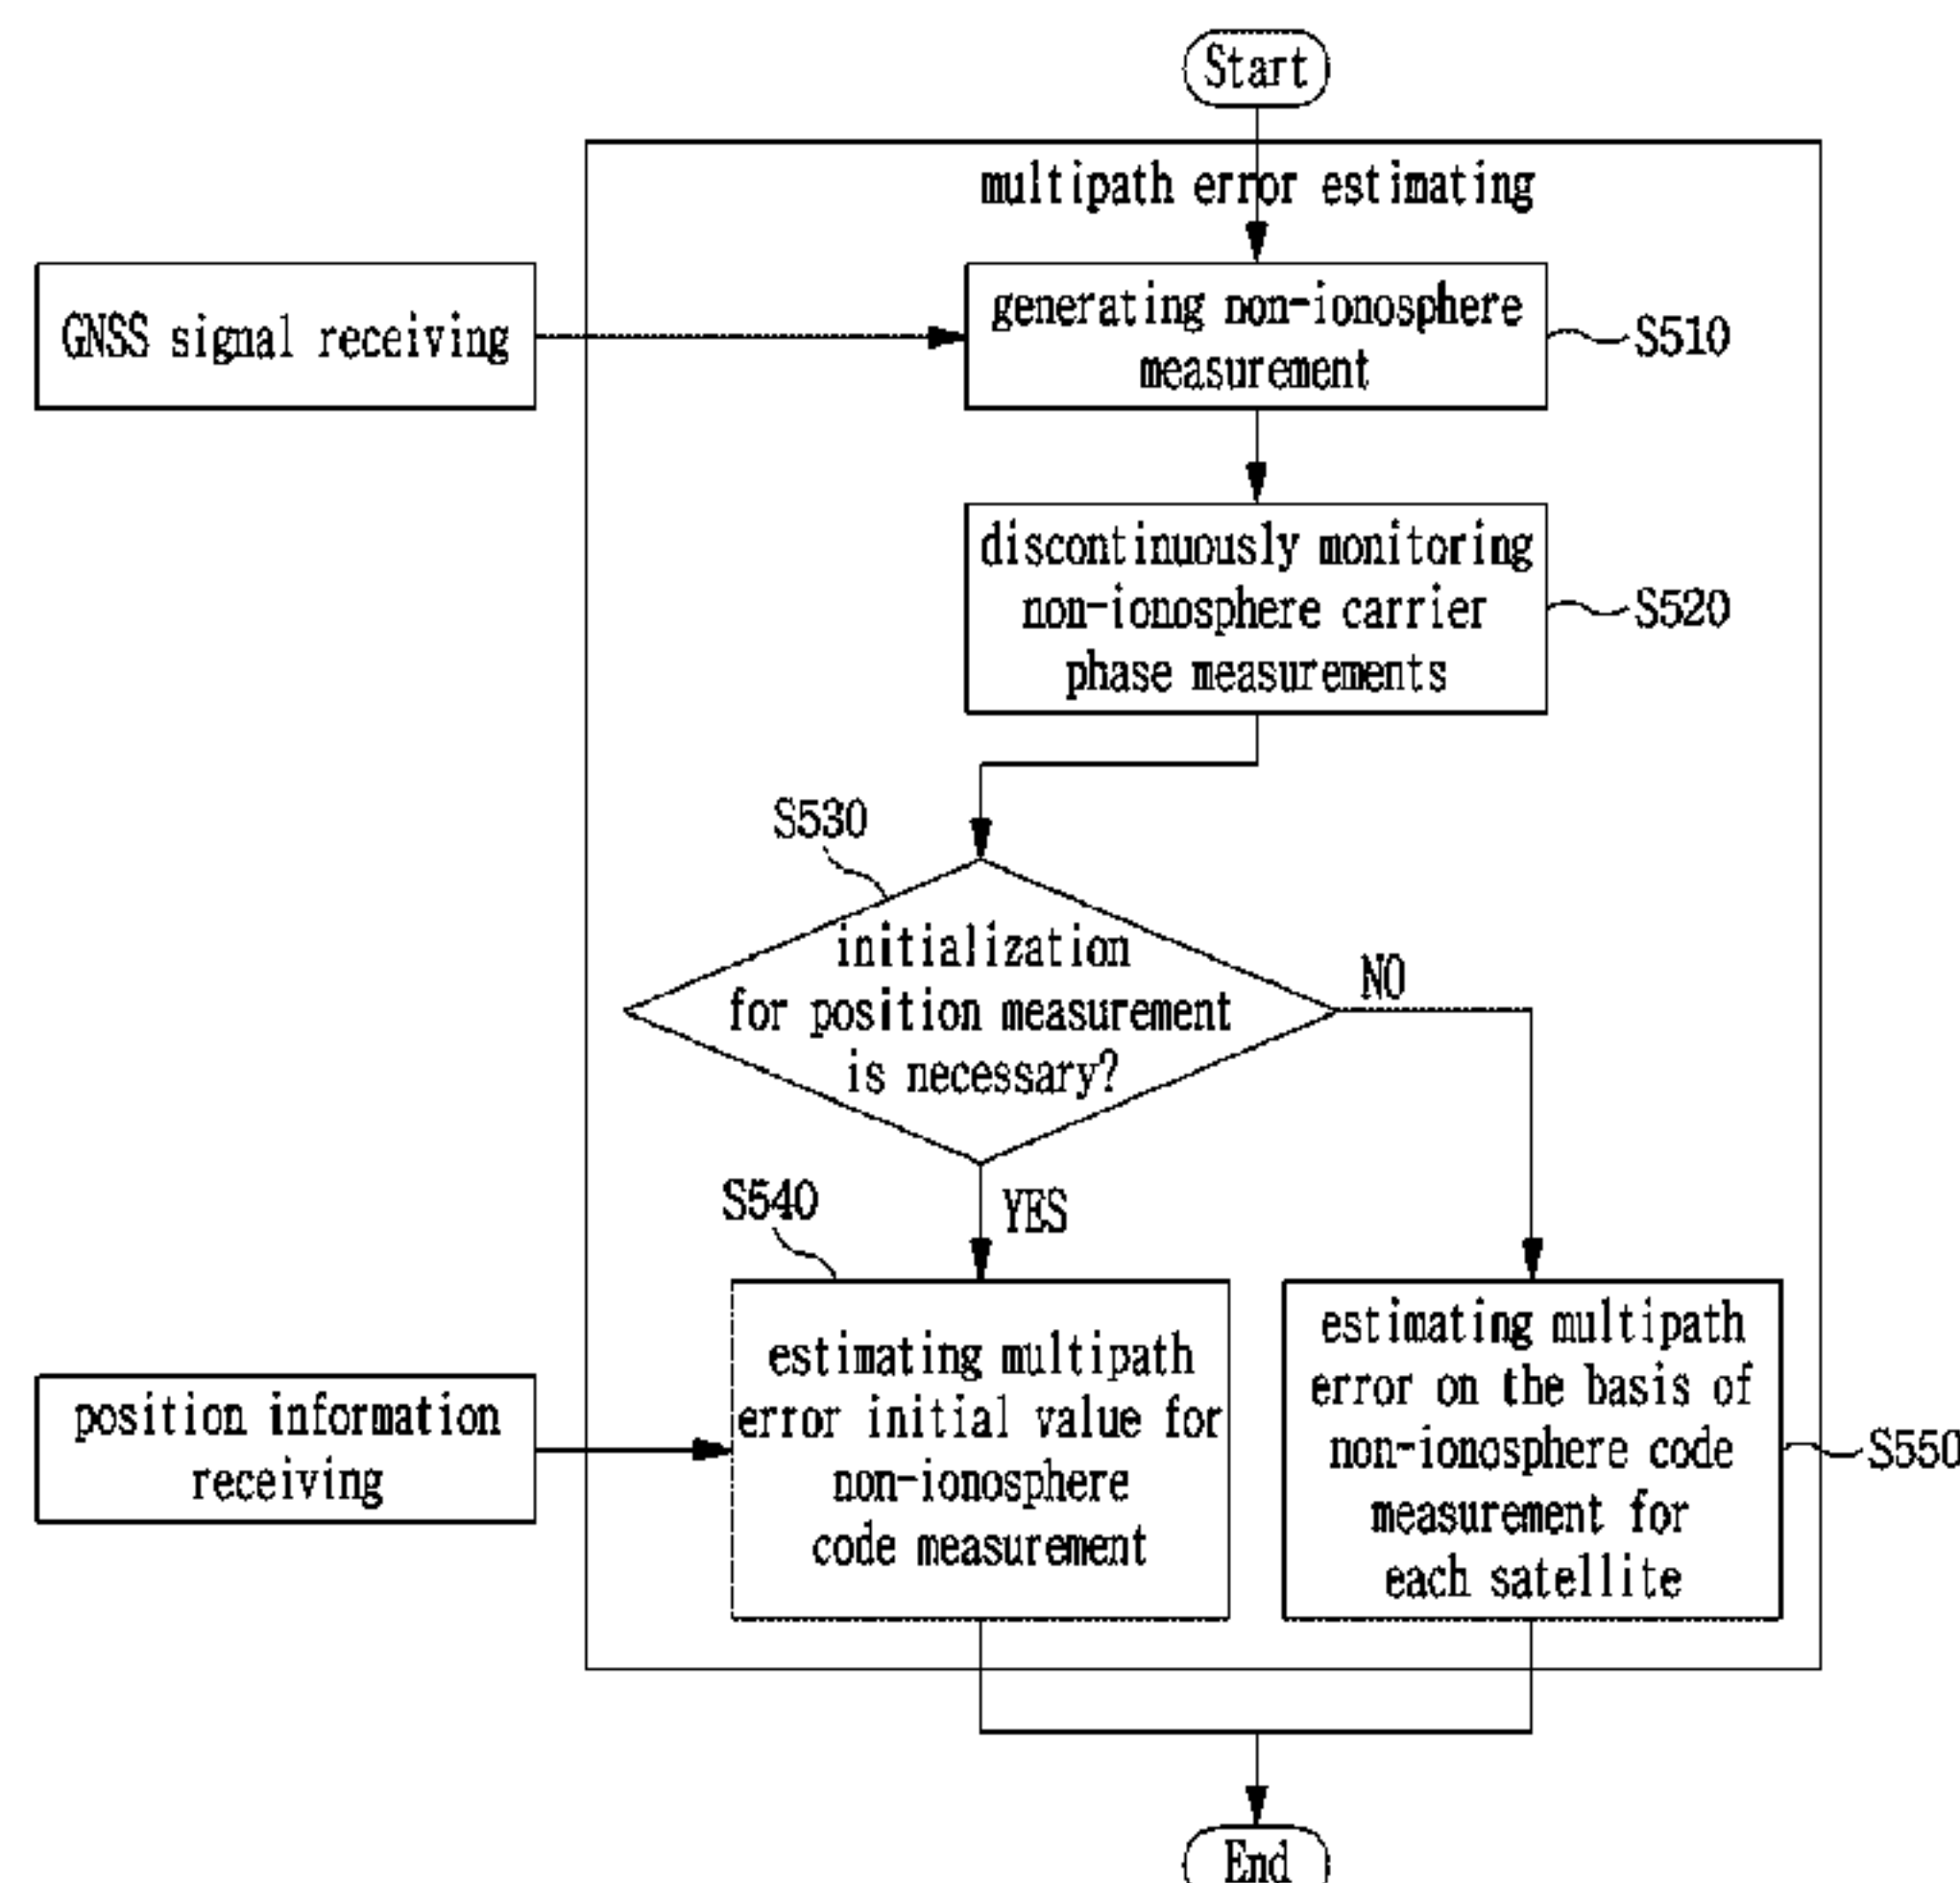 Start
multipath error estimating
GNSS signal receiving
generating non-ionosphere
measurement
S510
discontinuously monitoring
non-ionosphere carrier
phase measurements
S520
S530
initialization
for position measurement
is necessary?
NO
YES
S540
position information
receiving
estimating multipath
error initial value for
non-ionosphere
code measurement
estimating multipath
error on the basis of
non-ionosphere code
measurement for
each satellite
S550
End